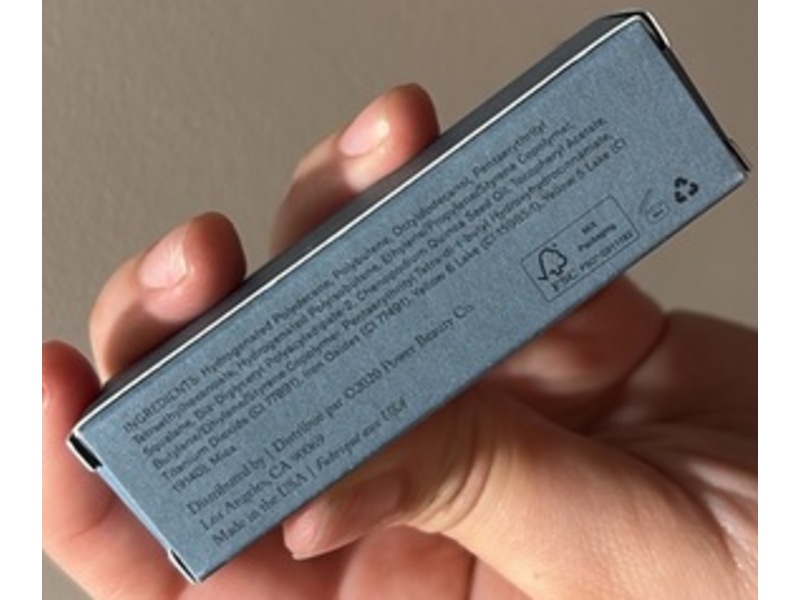 INGREDIENTS: Hydrogenated Polydecene, Polybutene, Octyldodecanol, Pentaerythrityl
Tetraisostearate, Hydrogenated Polyisobutene, Ethylene/Propylene/Styrene Copolymer,
Squalane, Bis-Diglyceryl Polyacyladipate-2, Chenopodium Quinoa Seed Oil, Tocopheryl Acetate,
Butylene/Ethylene/Styrene Copolymer, Pentaerythrityl Tetra-di-t-butyl Hydroxyhydrocinnamate,
Titanium Dioxide (CI 77891), Iron Oxides (CI 77491), Yellow 6 Lake (CI 15985), Yellow 5 Lake (CI
19140), Mica
Distributed by | Distribué par ©2020 Power Beauty Co.
Los Angeles, CA 90069
Made in the USA | Fabriqué aux USA
MIX
Packaging
FSC